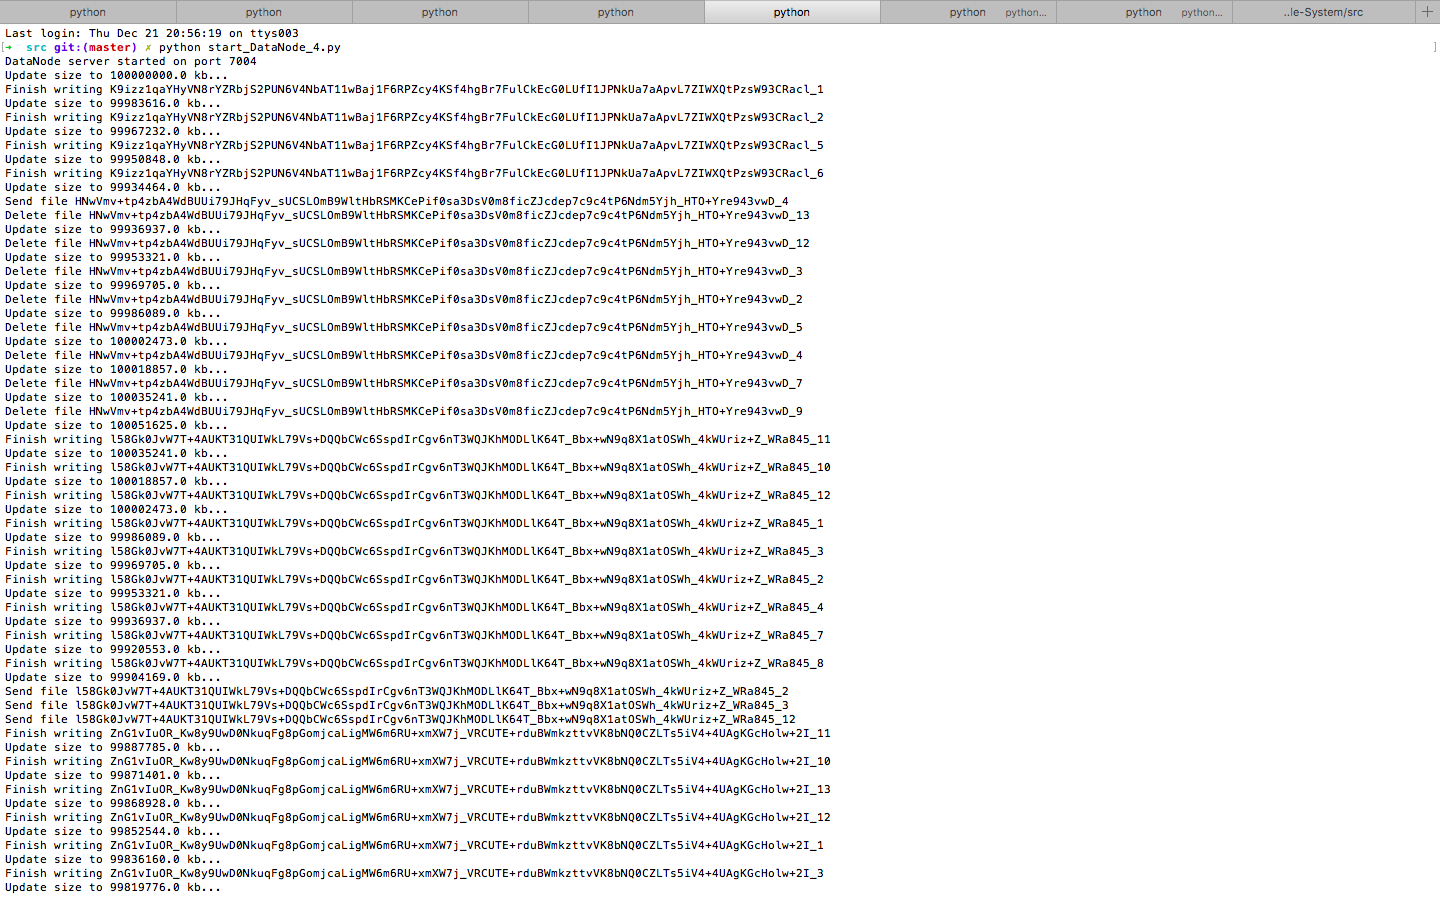 python python python python python python python... python python... ..le-System/src +
Last login: Thu Dec 21 20:56:19 on ttys003
[➜  src git:(master) ✗ python start_DataNode_4.py ]
DataNode server started on port 7004
Update size to 100000000.0 kb...
Finish writing K9izz1qaYHyVN8rYZRbjS2PUN6V4NbAT11wBaj1F6RPZcy4KSf4hgBr7FulCkEcG0LUfI1JPNkUa7aApvL7ZIWXQtPzsW93CRacl_1
Update size to 99983616.0 kb...
Finish writing K9izz1qaYHyVN8rYZRbjS2PUN6V4NbAT11wBaj1F6RPZcy4KSf4hgBr7FulCkEcG0LUfI1JPNkUa7aApvL7ZIWXQtPzsW93CRacl_2
Update size to 99967232.0 kb...
Finish writing K9izz1qaYHyVN8rYZRbjS2PUN6V4NbAT11wBaj1F6RPZcy4KSf4hgBr7FulCkEcG0LUfI1JPNkUa7aApvL7ZIWXQtPzsW93CRacl_5
Update size to 99950848.0 kb...
Finish writing K9izz1qaYHyVN8rYZRbjS2PUN6V4NbAT11wBaj1F6RPZcy4KSf4hgBr7FulCkEcG0LUfI1JPNkUa7aApvL7ZIWXQtPzsW93CRacl_6
Update size to 99934464.0 kb...
Send file HNwVmv+tp4zbA4WdBUUi79JHqFyv_sUCSLOmB9WltHbRSMKCePif0sa3DsV0m8ficZJcdep7c9c4tP6Ndm5Yjh_HTO+Yre943vwD_4
Delete file HNwVmv+tp4zbA4WdBUUi79JHqFyv_sUCSLOmB9WltHbRSMKCePif0sa3DsV0m8ficZJcdep7c9c4tP6Ndm5Yjh_HTO+Yre943vwD_13
Update size to 99936937.0 kb...
Delete file HNwVmv+tp4zbA4WdBUUi79JHqFyv_sUCSLOmB9WltHbRSMKCePif0sa3DsV0m8ficZJcdep7c9c4tP6Ndm5Yjh_HTO+Yre943vwD_12
Update size to 99953321.0 kb...
Delete file HNwVmv+tp4zbA4WdBUUi79JHqFyv_sUCSLOmB9WltHbRSMKCePif0sa3DsV0m8ficZJcdep7c9c4tP6Ndm5Yjh_HTO+Yre943vwD_3
Update size to 99969705.0 kb...
Delete file HNwVmv+tp4zbA4WdBUUi79JHqFyv_sUCSLOmB9WltHbRSMKCePif0sa3DsV0m8ficZJcdep7c9c4tP6Ndm5Yjh_HTO+Yre943vwD_2
Update size to 99986089.0 kb...
Delete file HNwVmv+tp4zbA4WdBUUi79JHqFyv_sUCSLOmB9WltHbRSMKCePif0sa3DsV0m8ficZJcdep7c9c4tP6Ndm5Yjh_HTO+Yre943vwD_5
Update size to 100002473.0 kb...
Delete file HNwVmv+tp4zbA4WdBUUi79JHqFyv_sUCSLOmB9WltHbRSMKCePif0sa3DsV0m8ficZJcdep7c9c4tP6Ndm5Yjh_HTO+Yre943vwD_4
Update size to 100018857.0 kb...
Delete file HNwVmv+tp4zbA4WdBUUi79JHqFyv_sUCSLOmB9WltHbRSMKCePif0sa3DsV0m8ficZJcdep7c9c4tP6Ndm5Yjh_HTO+Yre943vwD_7
Update size to 100035241.0 kb...
Delete file HNwVmv+tp4zbA4WdBUUi79JHqFyv_sUCSLOmB9WltHbRSMKCePif0sa3DsV0m8ficZJcdep7c9c4tP6Ndm5Yjh_HTO+Yre943vwD_9
Update size to 100051625.0 kb...
Finish writing l58Gk0JvW7T+4AUKT31QUIWkL79Vs+DQQbCWc6SspdIrCgv6nT3WQJKhMODLlK64T_Bbx+wN9q8X1atOSWh_4kWUriz+Z_WRa845_11
Update size to 100035241.0 kb...
Finish writing l58Gk0JvW7T+4AUKT31QUIWkL79Vs+DQQbCWc6SspdIrCgv6nT3WQJKhMODLlK64T_Bbx+wN9q8X1atOSWh_4kWUriz+Z_WRa845_10
Update size to 100018857.0 kb...
Finish writing l58Gk0JvW7T+4AUKT31QUIWkL79Vs+DQQbCWc6SspdIrCgv6nT3WQJKhMODLlK64T_Bbx+wN9q8X1atOSWh_4kWUriz+Z_WRa845_12
Update size to 100002473.0 kb...
Finish writing l58Gk0JvW7T+4AUKT31QUIWkL79Vs+DQQbCWc6SspdIrCgv6nT3WQJKhMODLlK64T_Bbx+wN9q8X1atOSWh_4kWUriz+Z_WRa845_1
Update size to 99986089.0 kb...
Finish writing l58Gk0JvW7T+4AUKT31QUIWkL79Vs+DQQbCWc6SspdIrCgv6nT3WQJKhMODLlK64T_Bbx+wN9q8X1atOSWh_4kWUriz+Z_WRa845_3
Update size to 99969705.0 kb...
Finish writing l58Gk0JvW7T+4AUKT31QUIWkL79Vs+DQQbCWc6SspdIrCgv6nT3WQJKhMODLlK64T_Bbx+wN9q8X1atOSWh_4kWUriz+Z_WRa845_2
Update size to 99953321.0 kb...
Finish writing l58Gk0JvW7T+4AUKT31QUIWkL79Vs+DQQbCWc6SspdIrCgv6nT3WQJKhMODLlK64T_Bbx+wN9q8X1atOSWh_4kWUriz+Z_WRa845_4
Update size to 99936937.0 kb...
Finish writing l58Gk0JvW7T+4AUKT31QUIWkL79Vs+DQQbCWc6SspdIrCgv6nT3WQJKhMODLlK64T_Bbx+wN9q8X1atOSWh_4kWUriz+Z_WRa845_7
Update size to 99920553.0 kb...
Finish writing l58Gk0JvW7T+4AUKT31QUIWkL79Vs+DQQbCWc6SspdIrCgv6nT3WQJKhMODLlK64T_Bbx+wN9q8X1atOSWh_4kWUriz+Z_WRa845_8
Update size to 99904169.0 kb...
Send file l58Gk0JvW7T+4AUKT31QUIWkL79Vs+DQQbCWc6SspdIrCgv6nT3WQJKhMODLlK64T_Bbx+wN9q8X1atOSWh_4kWUriz+Z_WRa845_2
Send file l58Gk0JvW7T+4AUKT31QUIWkL79Vs+DQQbCWc6SspdIrCgv6nT3WQJKhMODLlK64T_Bbx+wN9q8X1atOSWh_4kWUriz+Z_WRa845_3
Send file l58Gk0JvW7T+4AUKT31QUIWkL79Vs+DQQbCWc6SspdIrCgv6nT3WQJKhMODLlK64T_Bbx+wN9q8X1atOSWh_4kWUriz+Z_WRa845_12
Finish writing ZnG1vIuOR_Kw8y9UwD0NkuqFg8pGomjcaLigMW6m6RU+xmXW7j_VRCUTE+rduBWmkzttvVK8bNQ0CZLTs5iV4+4UAgKGcHolw+2I_11
Update size to 99887785.0 kb...
Finish writing ZnG1vIuOR_Kw8y9UwD0NkuqFg8pGomjcaLigMW6m6RU+xmXW7j_VRCUTE+rduBWmkzttvVK8bNQ0CZLTs5iV4+4UAgKGcHolw+2I_10
Update size to 99871401.0 kb...
Finish writing ZnG1vIuOR_Kw8y9UwD0NkuqFg8pGomjcaLigMW6m6RU+xmXW7j_VRCUTE+rduBWmkzttvVK8bNQ0CZLTs5iV4+4UAgKGcHolw+2I_13
Update size to 99868928.0 kb...
Finish writing ZnG1vIuOR_Kw8y9UwD0NkuqFg8pGomjcaLigMW6m6RU+xmXW7j_VRCUTE+rduBWmkzttvVK8bNQ0CZLTs5iV4+4UAgKGcHolw+2I_12
Update size to 99852544.0 kb...
Finish writing ZnG1vIuOR_Kw8y9UwD0NkuqFg8pGomjcaLigMW6m6RU+xmXW7j_VRCUTE+rduBWmkzttvVK8bNQ0CZLTs5iV4+4UAgKGcHolw+2I_1
Update size to 99836160.0 kb...
Finish writing ZnG1vIuOR_Kw8y9UwD0NkuqFg8pGomjcaLigMW6m6RU+xmXW7j_VRCUTE+rduBWmkzttvVK8bNQ0CZLTs5iV4+4UAgKGcHolw+2I_3
Update size to 99819776.0 kb...